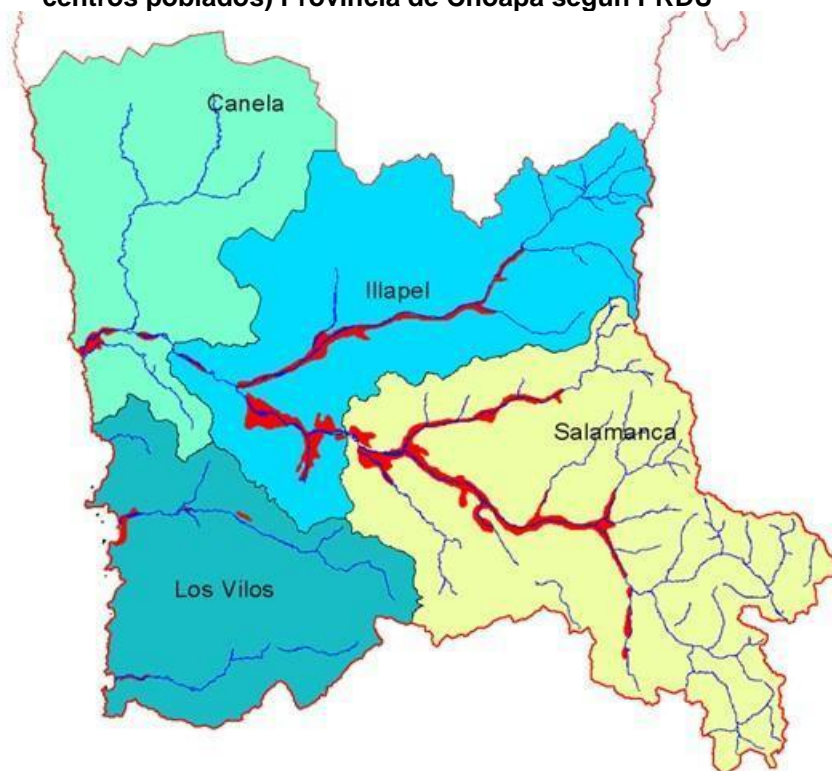 centros poblados) Provincia de Choapa según PRDU
Canela
Illapel
Salamanca
Los Vilos